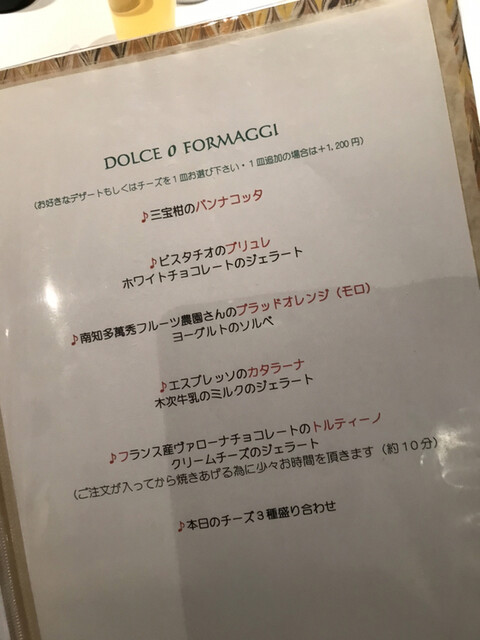 DOLCE O FORMAGGI
(お好きなデザートもしくはチーズを1皿お選び下さい・1皿追加の場合は+1,200円)
♪三宝柑のパンナコッタ
♪ピスタチオのブリュレ
ホワイトチョコレートのジェラート
♪南知多萬秀フルーツ農園さんのブラッドオレンジ(モロ)
ヨーグルトのソルベ
♪エスプレッソのカタラーナ
木次牛乳のミルクのジェラート
♪フランス産ヴァローナチョコレートのトルティーノ
クリームチーズのジェラート
(ご注文が入ってから焼きあげる為に少々お時間を頂きます(約10分)
♪本日のチーズ3種盛り合わせ